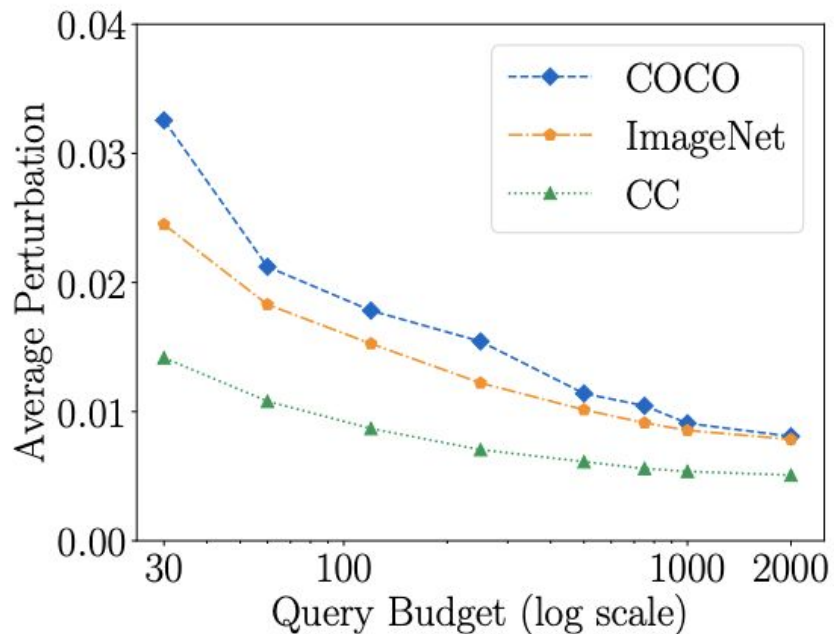 0.04
0.03
0.02
0.01
0.00
Average Perturbation
COCO
ImageNet
CC
30
100
1000
2000
Query Budget (log scale)